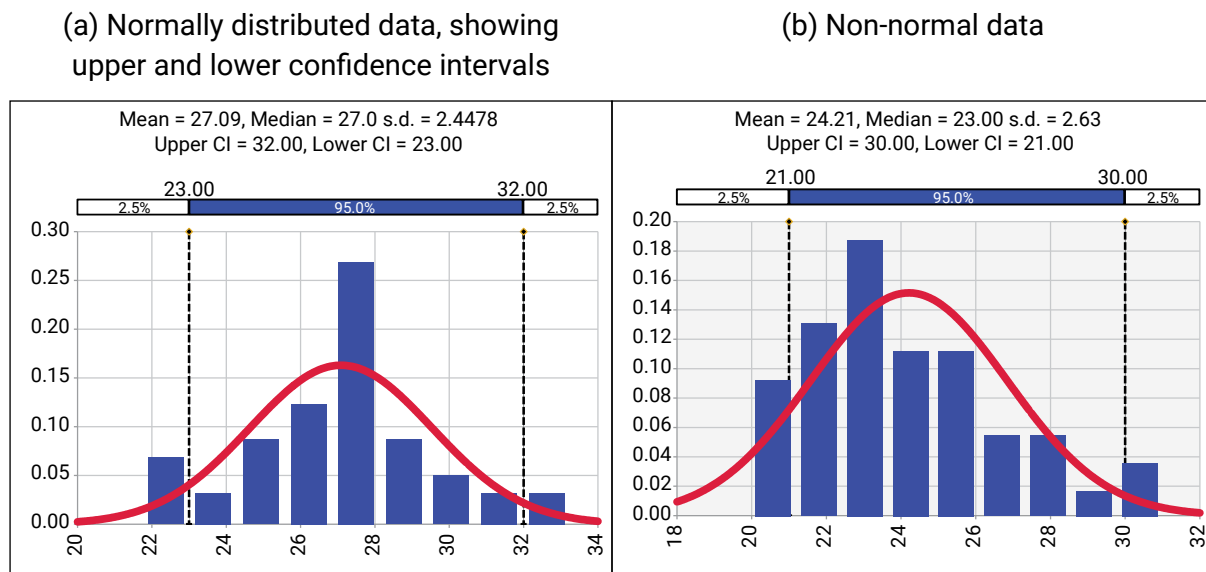 (a) Normally distributed data, showing
upper and lower confidence intervals
Mean = 27.09, Median = 27.0 s.d. = 2.4478
Upper CI = 32.00, Lower CI = 23.00
23.00 32.00
2.5% 95.0% 2.5%
0.30
0.25
0.20
0.15
0.10
0.05
0.00
20 22 24 26 28 30 32 34
(b) Non-normal data
Mean = 24.21, Median = 23.00 s.d. = 2.63
Upper CI = 30.00, Lower CI = 21.00
21.00 30.00
2.5% 95.0% 2.5%
0.20
0.18
0.16
0.14
0.12
0.10
0.08
0.06
0.04
0.02
0.00
18 20 22 24 26 28 30 32